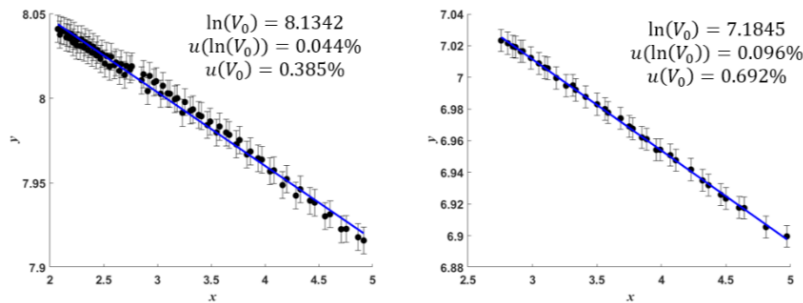 8.05
8
7.95
7.9
y
2
2.5
3
3.5
4
4.5
5
x
ln(V₀) = 8.1342
u(ln(V₀)) = 0.044%
u(V₀) = 0.385%
7.04
7.02
7
6.98
6.96
6.94
6.92
6.9
6.88
y
2.5
3
3.5
4
4.5
5
x
ln(V₀) = 7.1845
u(ln(V₀)) = 0.096%
u(V₀) = 0.692%